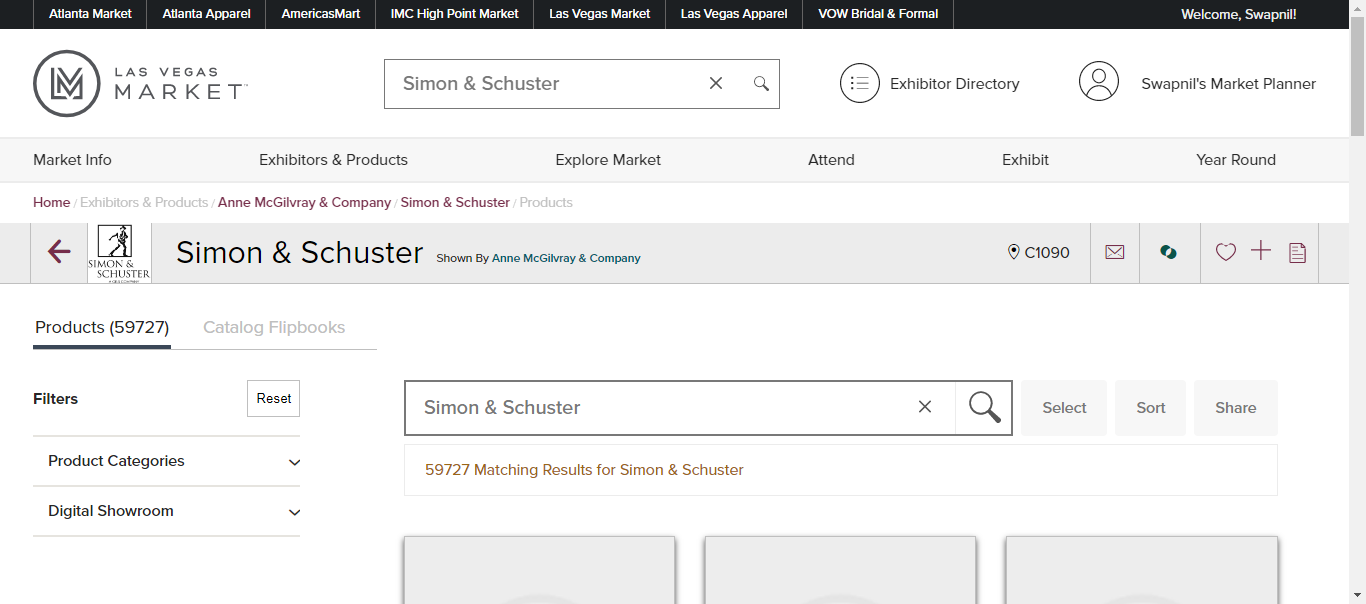 Atlanta Market Atlanta Apparel AmericasMart IMC High Point Market Las Vegas Market Las Vegas Apparel VOW Bridal & Formal Welcome, Swapnil!
LAS VEGAS
MARKET
Simon & Schuster
Exhibitor Directory
Swapnil's Market Planner
Market Info Exhibitors & Products Explore Market Attend Exhibit Year Round
Home / Exhibitors & Products / Anne McGilvray & Company / Simon & Schuster / Products
SIMON &
SCHUSTER
Simon & Schuster Shown By Anne McGilvray & Company
C1090
Products (59727) Catalog Flipbooks
Filters
Reset
Product Categories
Digital Showroom
Simon & Schuster
Select Sort Share
59727 Matching Results for Simon & Schuster